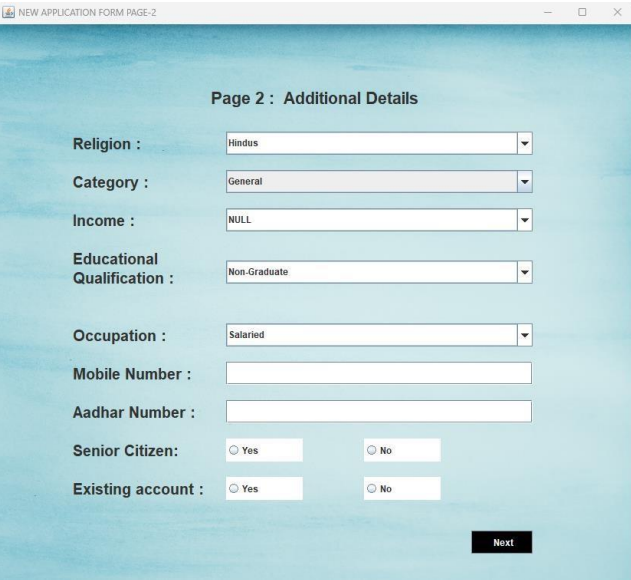 NEW APPLICATION FORM PAGE-2
Page 2 : Additional Details
Religion : Hindus
Category : General
Income : NULL
Educational
Qualification : Non-Graduate
Occupation : Salaried
Mobile Number :
Aadhar Number :
Senior Citizen: Yes No
Existing account : Yes No
Next